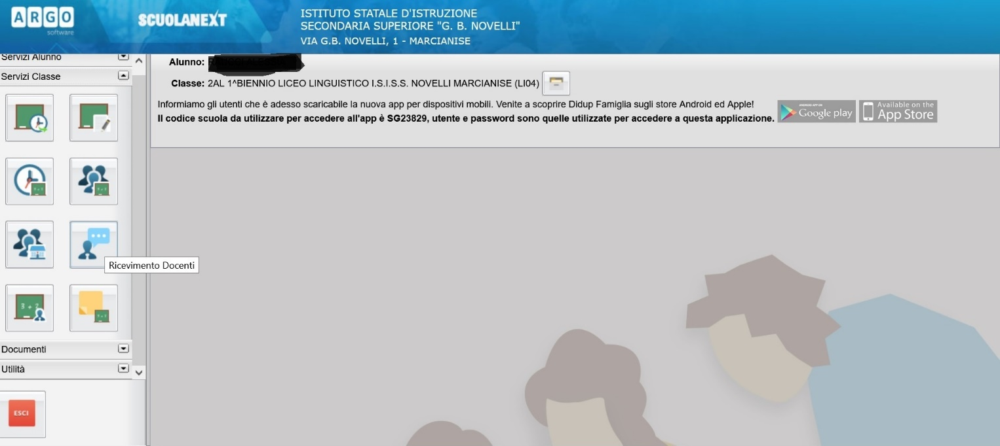 ARGO
software
SCUOLANEXT
ISTITUTO STATALE D'ISTRUZIONE
SECONDARIA SUPERIORE "G. B. NOVELLI"
VIA G.B. NOVELLI, 1 - MARCIANISE
Servizi Alunno
Servizi Classe
Alunno:
Classe: 2AL 1^BIENNIO LICEO LINGUISTICO I.S.I.S.S. NOVELLI MARCIANISE (LI04)
Informiamo gli utenti che è adesso scaricabile la nuova app per dispositivi mobili. Venite a scoprire Didup Famiglia sugli store Android ed Apple!
Il codice scuola da utilizzare per accedere all'app è SG23829, utente e password sono quelle utilizzate per accedere a questa applicazione.
ANDROID APP ON
Google play
Available on the
App Store
Ricevimento Docenti
3 + 2
Documenti
Utilità
ESCI